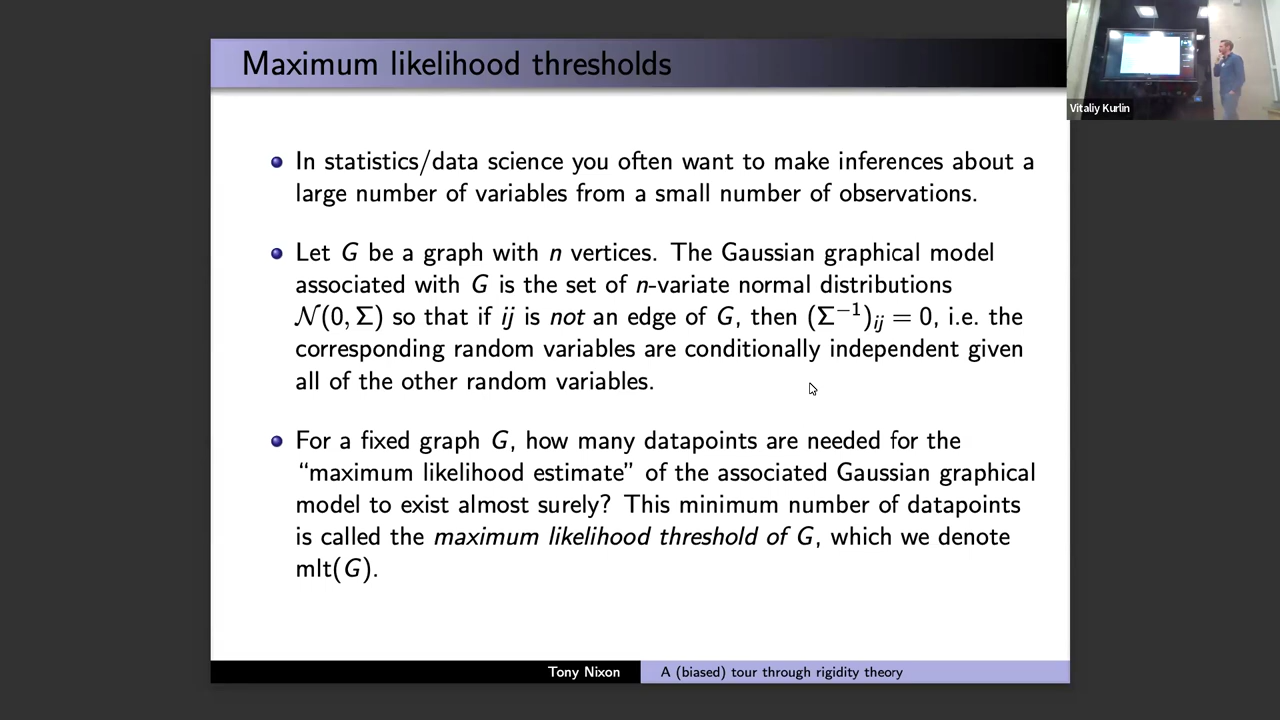 Maximum likelihood thresholds
Vitaliy Kurlin
In statistics/data science you often want to make inferences about a
large number of variables from a small number of observations.
Let G be a graph with n vertices. The Gaussian graphical model
associated with G is the set of n-variate normal distributions
𝒩(0, Σ) so that if ij is not an edge of G, then (Σ⁻¹)ᵢⱼ = 0, i.e. the
corresponding random variables are conditionally independent given
all of the other random variables.
For a fixed graph G, how many datapoints are needed for the
“maximum likelihood estimate” of the associated Gaussian graphical
model to exist almost surely? This minimum number of datapoints
is called the maximum likelihood threshold of G, which we denote
mlt(G).
Tony Nixon
A (biased) tour through rigidity theory